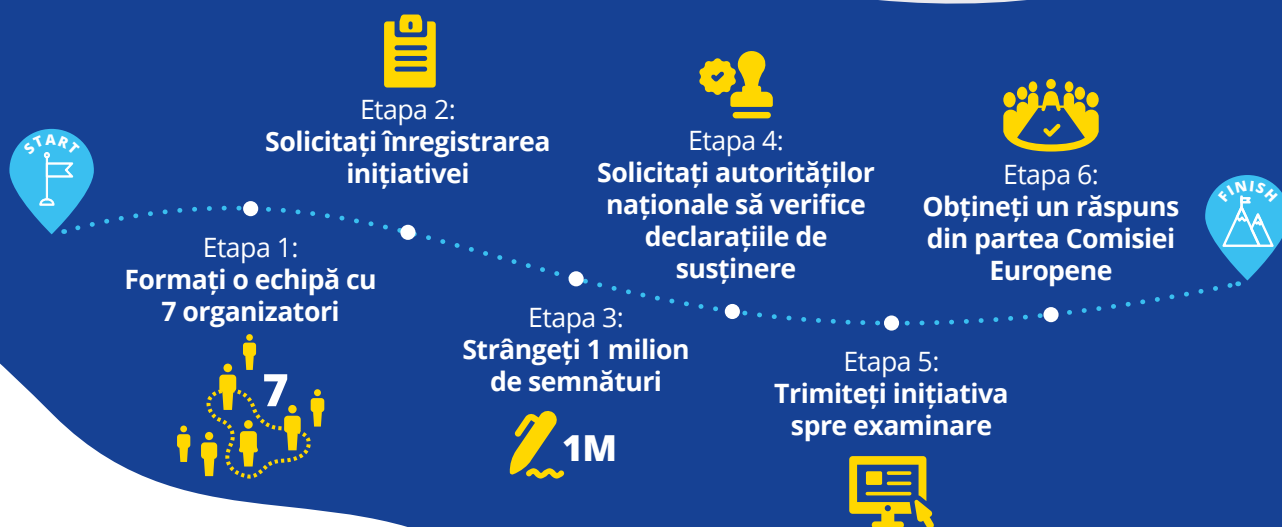 START
Etapa 1:
Formați o echipă cu
7 organizatori
7
Etapa 2:
Solicitați înregistrarea
inițiativei
Etapa 3:
Strângeți 1 milion
de semnături
1M
Etapa 4:
Solicitați autorităților
naționale să verifice
declarațiile de
susținere
Etapa 5:
Trimiteți inițiativa
spre examinare
Etapa 6:
Obțineți un răspuns
din partea Comisiei
Europene
FINISH